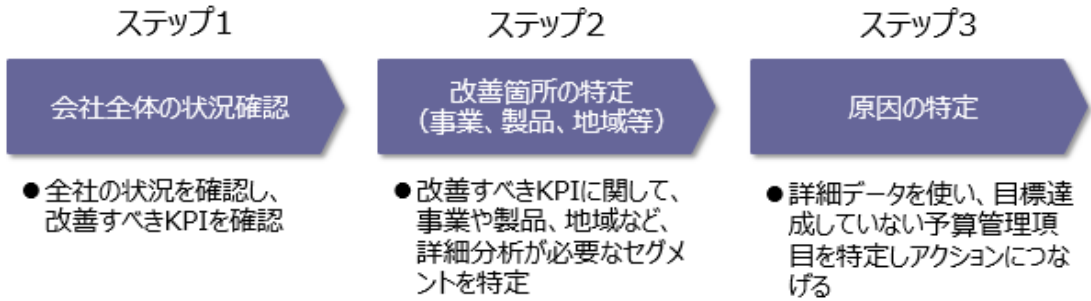 ステップ1
ステップ2
ステップ3
会社全体の状況確認
改善箇所の特定
（事業、製品、地域等）
原因の特定
●全社の状況を確認し、
改善すべきKPIを確認
●改善すべきKPIに関して、
事業や製品、地域など、
詳細分析が必要なセグメ
ントを特定
●詳細データを使い、目標達
成していない予算管理項
目を特定しアクションにつな
げる